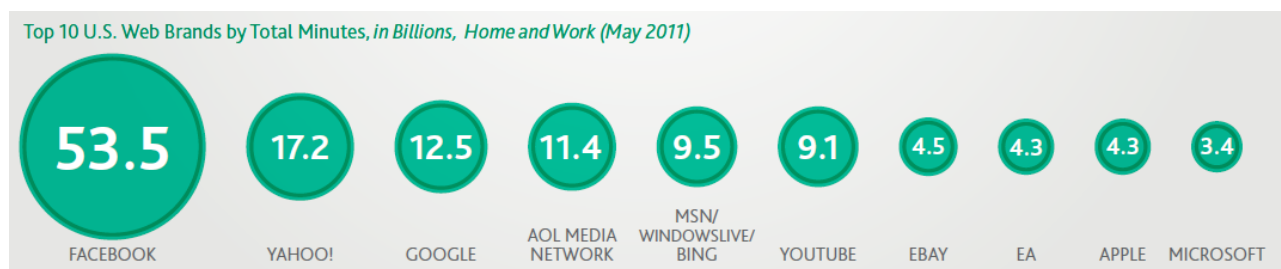 Top 10 U.S. Web Brands by Total Minutes, in Billions, Home and Work (May 2011)
53.5
17.2
12.5
11.4
9.5
9.1
4.5
4.3
4.3
3.4
FACEBOOK
YAHOO!
GOOGLE
AOL MEDIA
NETWORK
MSN/
WINDOWSLIVE/
BING
YOUTUBE
EBAY
EA
APPLE
MICROSOFT